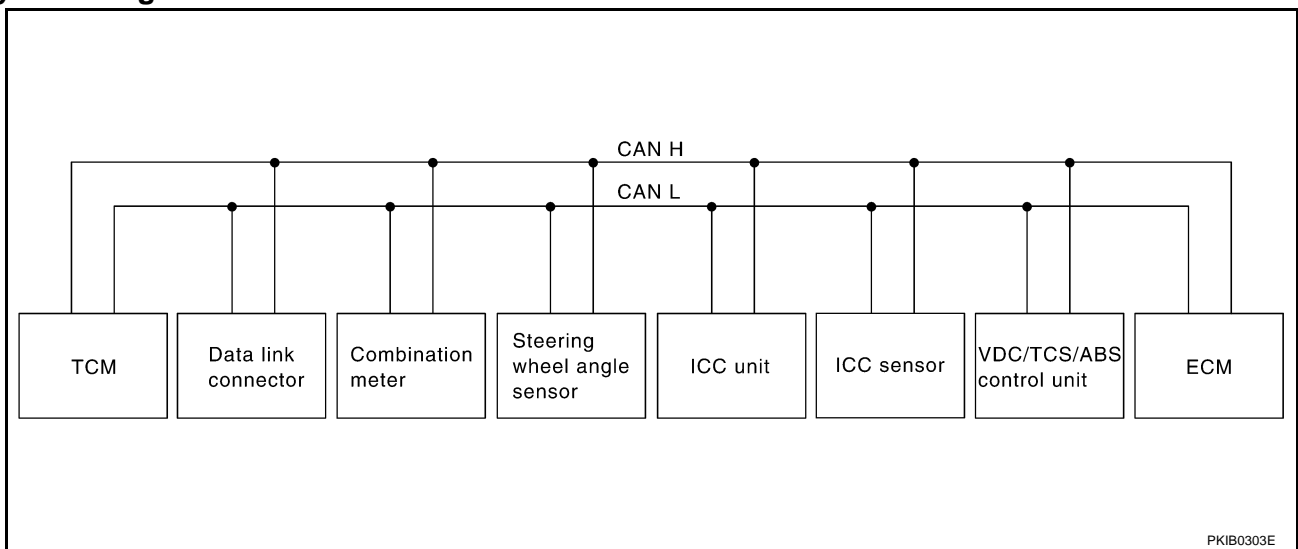 CAN H
CAN L
TCM
Data link
connector
Combination
meter
Steering
wheel angle
sensor
ICC unit
ICC sensor
VDC/TCS/ABS
control unit
ECM
PKIB0303E